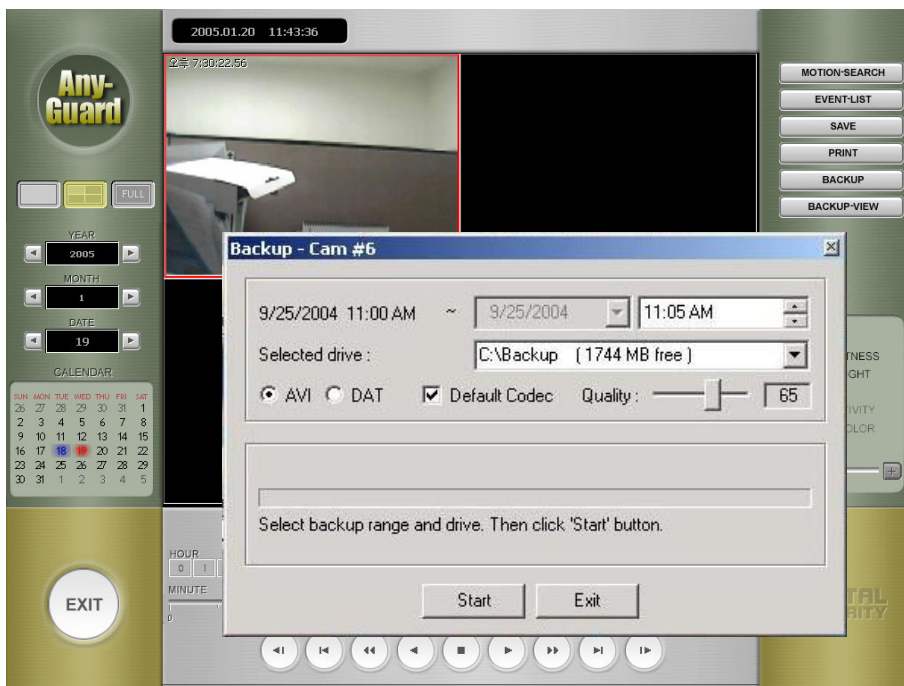 2005.01.20 11:43:36
Any-
Guard
오후 7:30:22.56
MOTION-SEARCH
EVENT-LIST
SAVE
PRINT
BACKUP
BACKUP-VIEW
FULL
YEAR
2005
MONTH
1
DATE
19
CALENDAR
SUN MON TUE WED THU FRI SAT
26 27 28 29 30 31 1
2 3 4 5 6 7 8
9 10 11 12 13 14 15
16 17 18 19 20 21 22
23 24 25 26 27 28 29
30 31 1 2 3 4 5
Backup - Cam #6
9/25/2004 11:00 AM ~ 9/25/2004 11:05 AM
Selected drive : C:\Backup ( 1744 MB free )
AVI DAT Default Codec Quality : 65
Select backup range and drive. Then click 'Start' button.
Start Exit
HOUR
0 1
MINUTE
0
EXIT